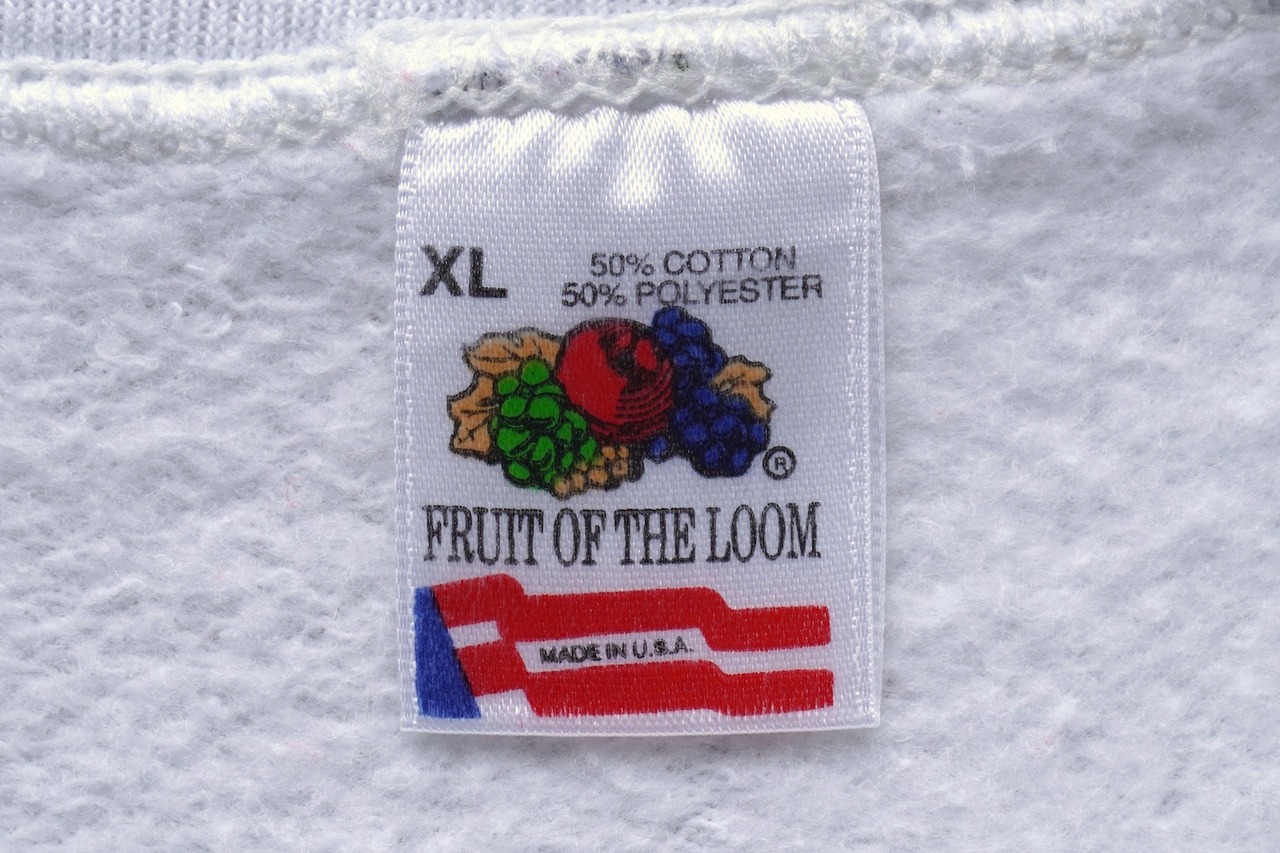 XL
50% COTTON
50% POLYESTER
®
FRUIT OF THE LOOM
MADE IN U.S.A.